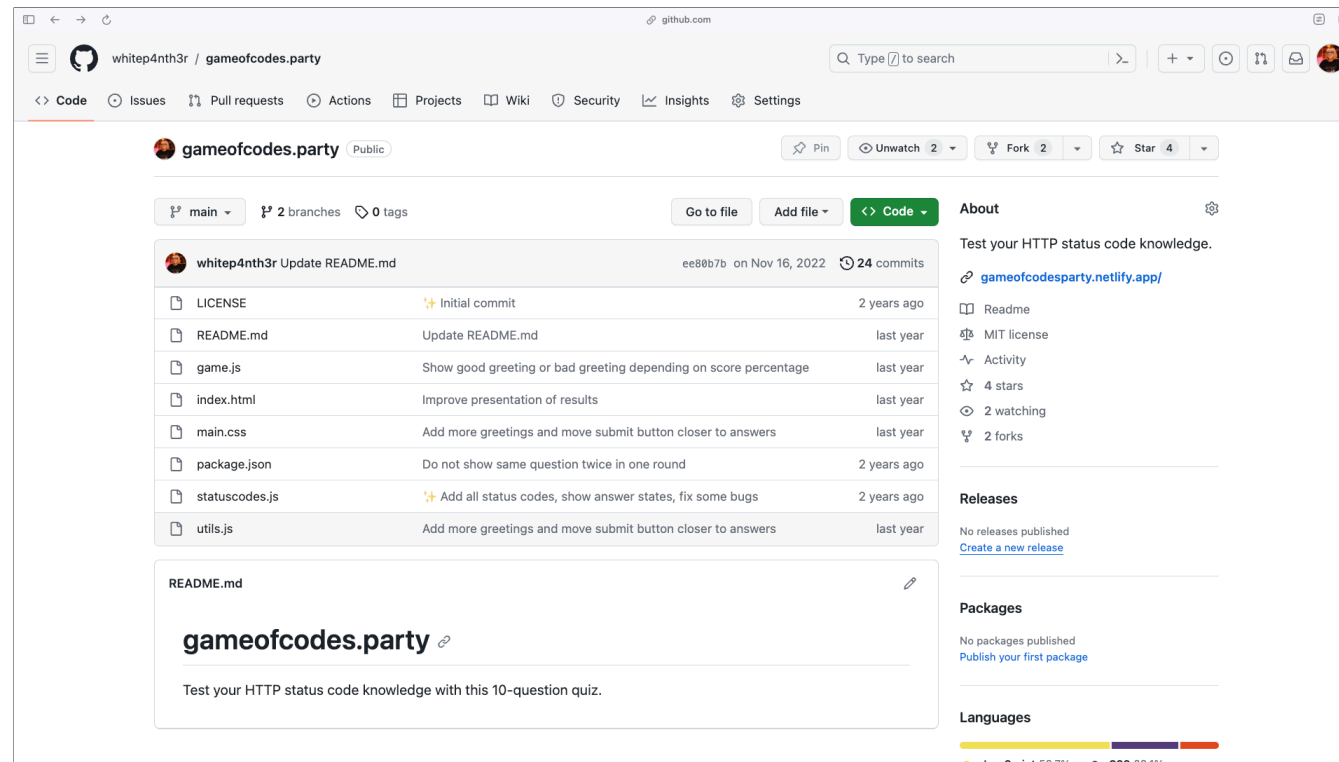 github.com
whitep4nth3r / gameofcodes.party
Type / to search
Code Issues Pull requests Actions Projects Wiki Security Insights Settings
gameofcodes.party Public
Pin Unwatch 2 Fork 2 Star 4
main 2 branches 0 tags Go to file Add file <> Code
whitep4nth3r Update README.md ee80b7b on Nov 16, 2022 24 commits
LICENSE ✨ Initial commit 2 years ago
README.md Update README.md last year
game.js Show good greeting or bad greeting depending on score percentage last year
index.html Improve presentation of results last year
main.css Add more greetings and move submit button closer to answers last year
package.json Do not show same question twice in one round 2 years ago
statuscodes.js ✨ Add all status codes, show answer states, fix some bugs 2 years ago
utils.js Add more greetings and move submit button closer to answers last year
README.md
gameofcodes.party
Test your HTTP status code knowledge with this 10-question quiz.
About
Test your HTTP status code knowledge.
gameofcodesparty.netlify.app/
Readme
MIT license
Activity
4 stars
2 watching
2 forks
Releases
No releases published
Create a new release
Packages
No packages published
Publish your first package
Languages